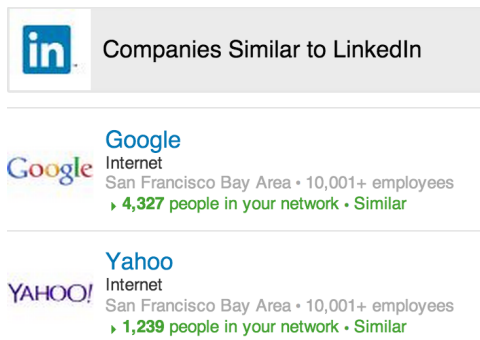 in Companies Similar to LinkedIn
Google
Google
Internet
San Francisco Bay Area • 10,001+ employees
4,327 people in your network • Similar
YAHOO!
Yahoo
Internet
San Francisco Bay Area • 10,001+ employees
1,239 people in your network • Similar